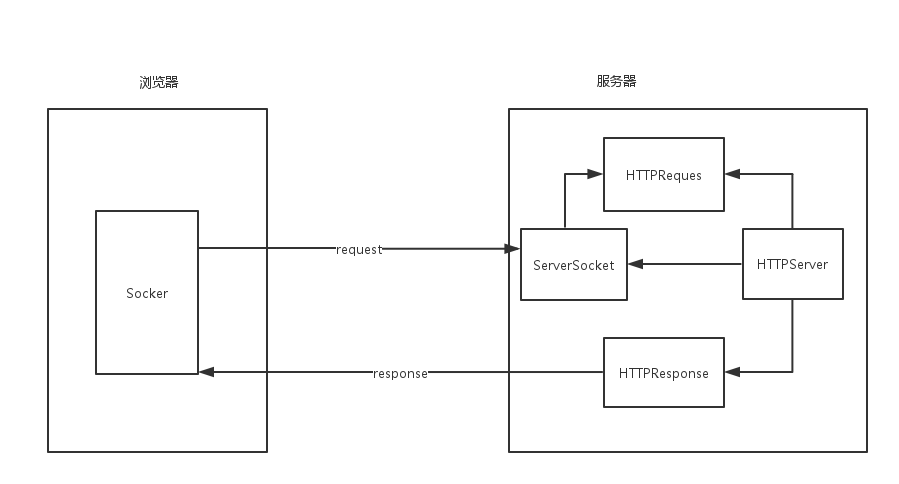 浏览器
服务器
HTTPReques
request
ServerSocket
HTTPServer
Socker
response
HTTPResponse